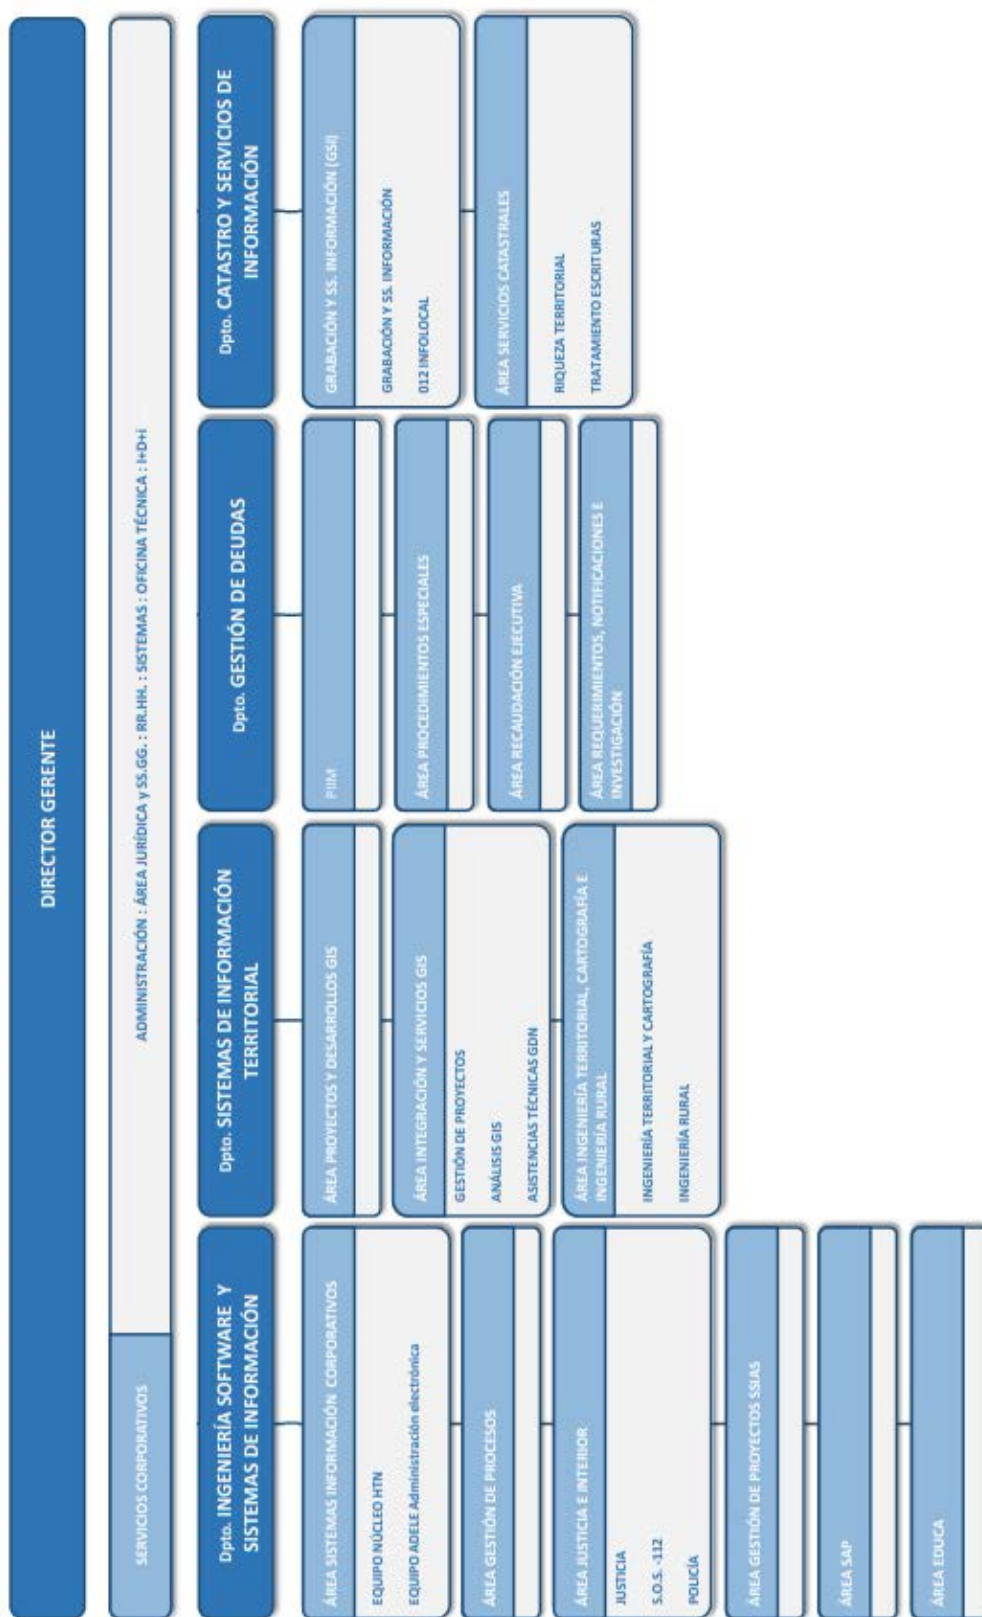 DIRECTOR GERENTE
SERVICIOS CORPORATIVOS
ADMINISTRACIÓN : ÁREA JURÍDICA y SS.GG. : RR.HH. : SISTEMAS : OFICINA TÉCNICA : I+D+i
Dpto. INGENIERÍA SOFTWARE Y
SISTEMAS DE INFORMACIÓN
ÁREA SISTEMAS INFORMACIÓN CORPORATIVOS
EQUIPO NÚCLEO HTN
EQUIPO ADELE Administración electrónica
ÁREA GESTIÓN DE PROCESOS
ÁREA JUSTICIA E INTERIOR
JUSTICIA
S.O.S. -112
POLICÍA
ÁREA GESTIÓN DE PROYECTOS SSIAS
ÁREA SAP
ÁREA EDUCA
Dpto. SISTEMAS DE INFORMACIÓN
TERRITORIAL
ÁREA PROYECTOS Y DESARROLLOS GIS
ÁREA INTEGRACIÓN Y SERVICIOS GIS
GESTIÓN DE PROYECTOS
ANÁLISIS GIS
ASISTENCIAS TÉCNICAS GDN
ÁREA INGENIERÍA TERRITORIAL, CARTOGRAFÍA E
INGENIERÍA RURAL
INGENIERÍA TERRITORIAL Y CARTOGRAFÍA
INGENIERÍA RURAL
Dpto. GESTIÓN DE DEUDAS
PIIM
ÁREA PROCEDIMIENTOS ESPECIALES
ÁREA RECAUDACIÓN EJECUTIVA
ÁREA REQUERIMIENTOS, NOTIFICACIONES E
INVESTIGACIÓN
Dpto. CATASTRO Y SERVICIOS DE
INFORMACIÓN
GRABACIÓN Y SS. INFORMACIÓN (GSI)
GRABACIÓN Y SS. INFORMACIÓN
012 INFOLOCAL
ÁREA SERVICIOS CATASTRALES
RIQUEZA TERRITORIAL
TRATAMIENTO ESCRITURAS